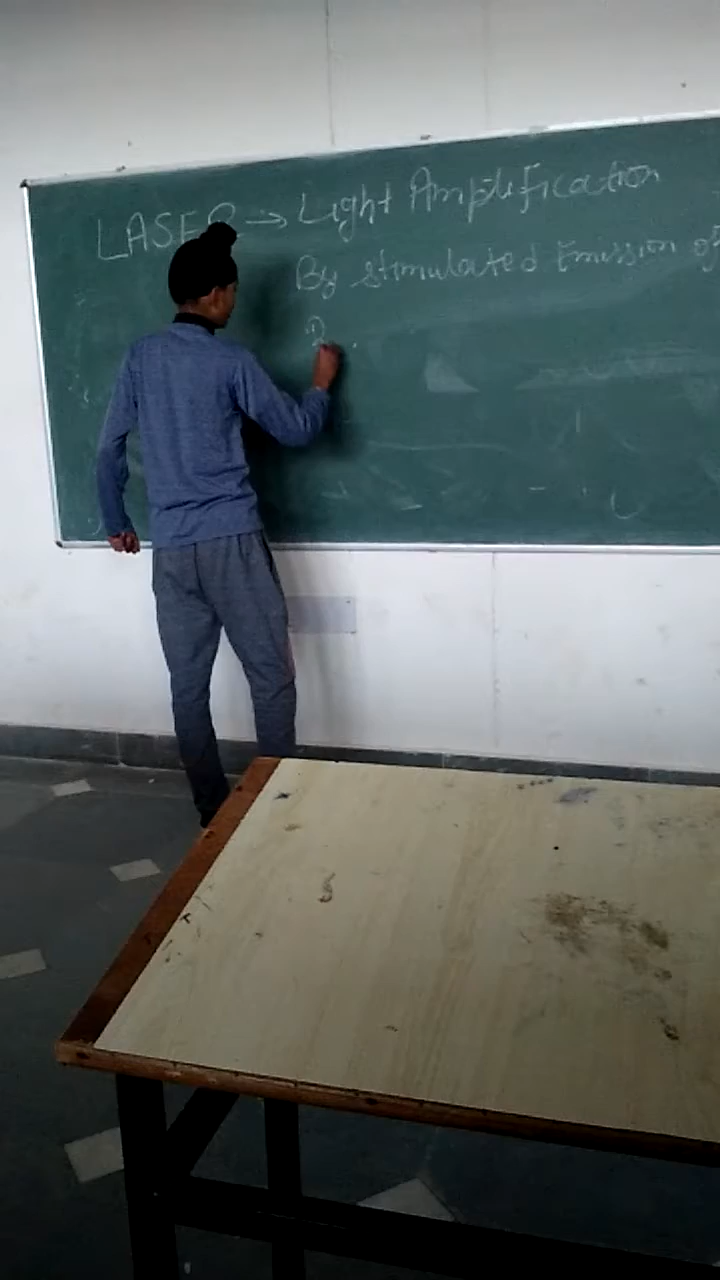 LASER → Light Amplification
By stimulated Emission of
R